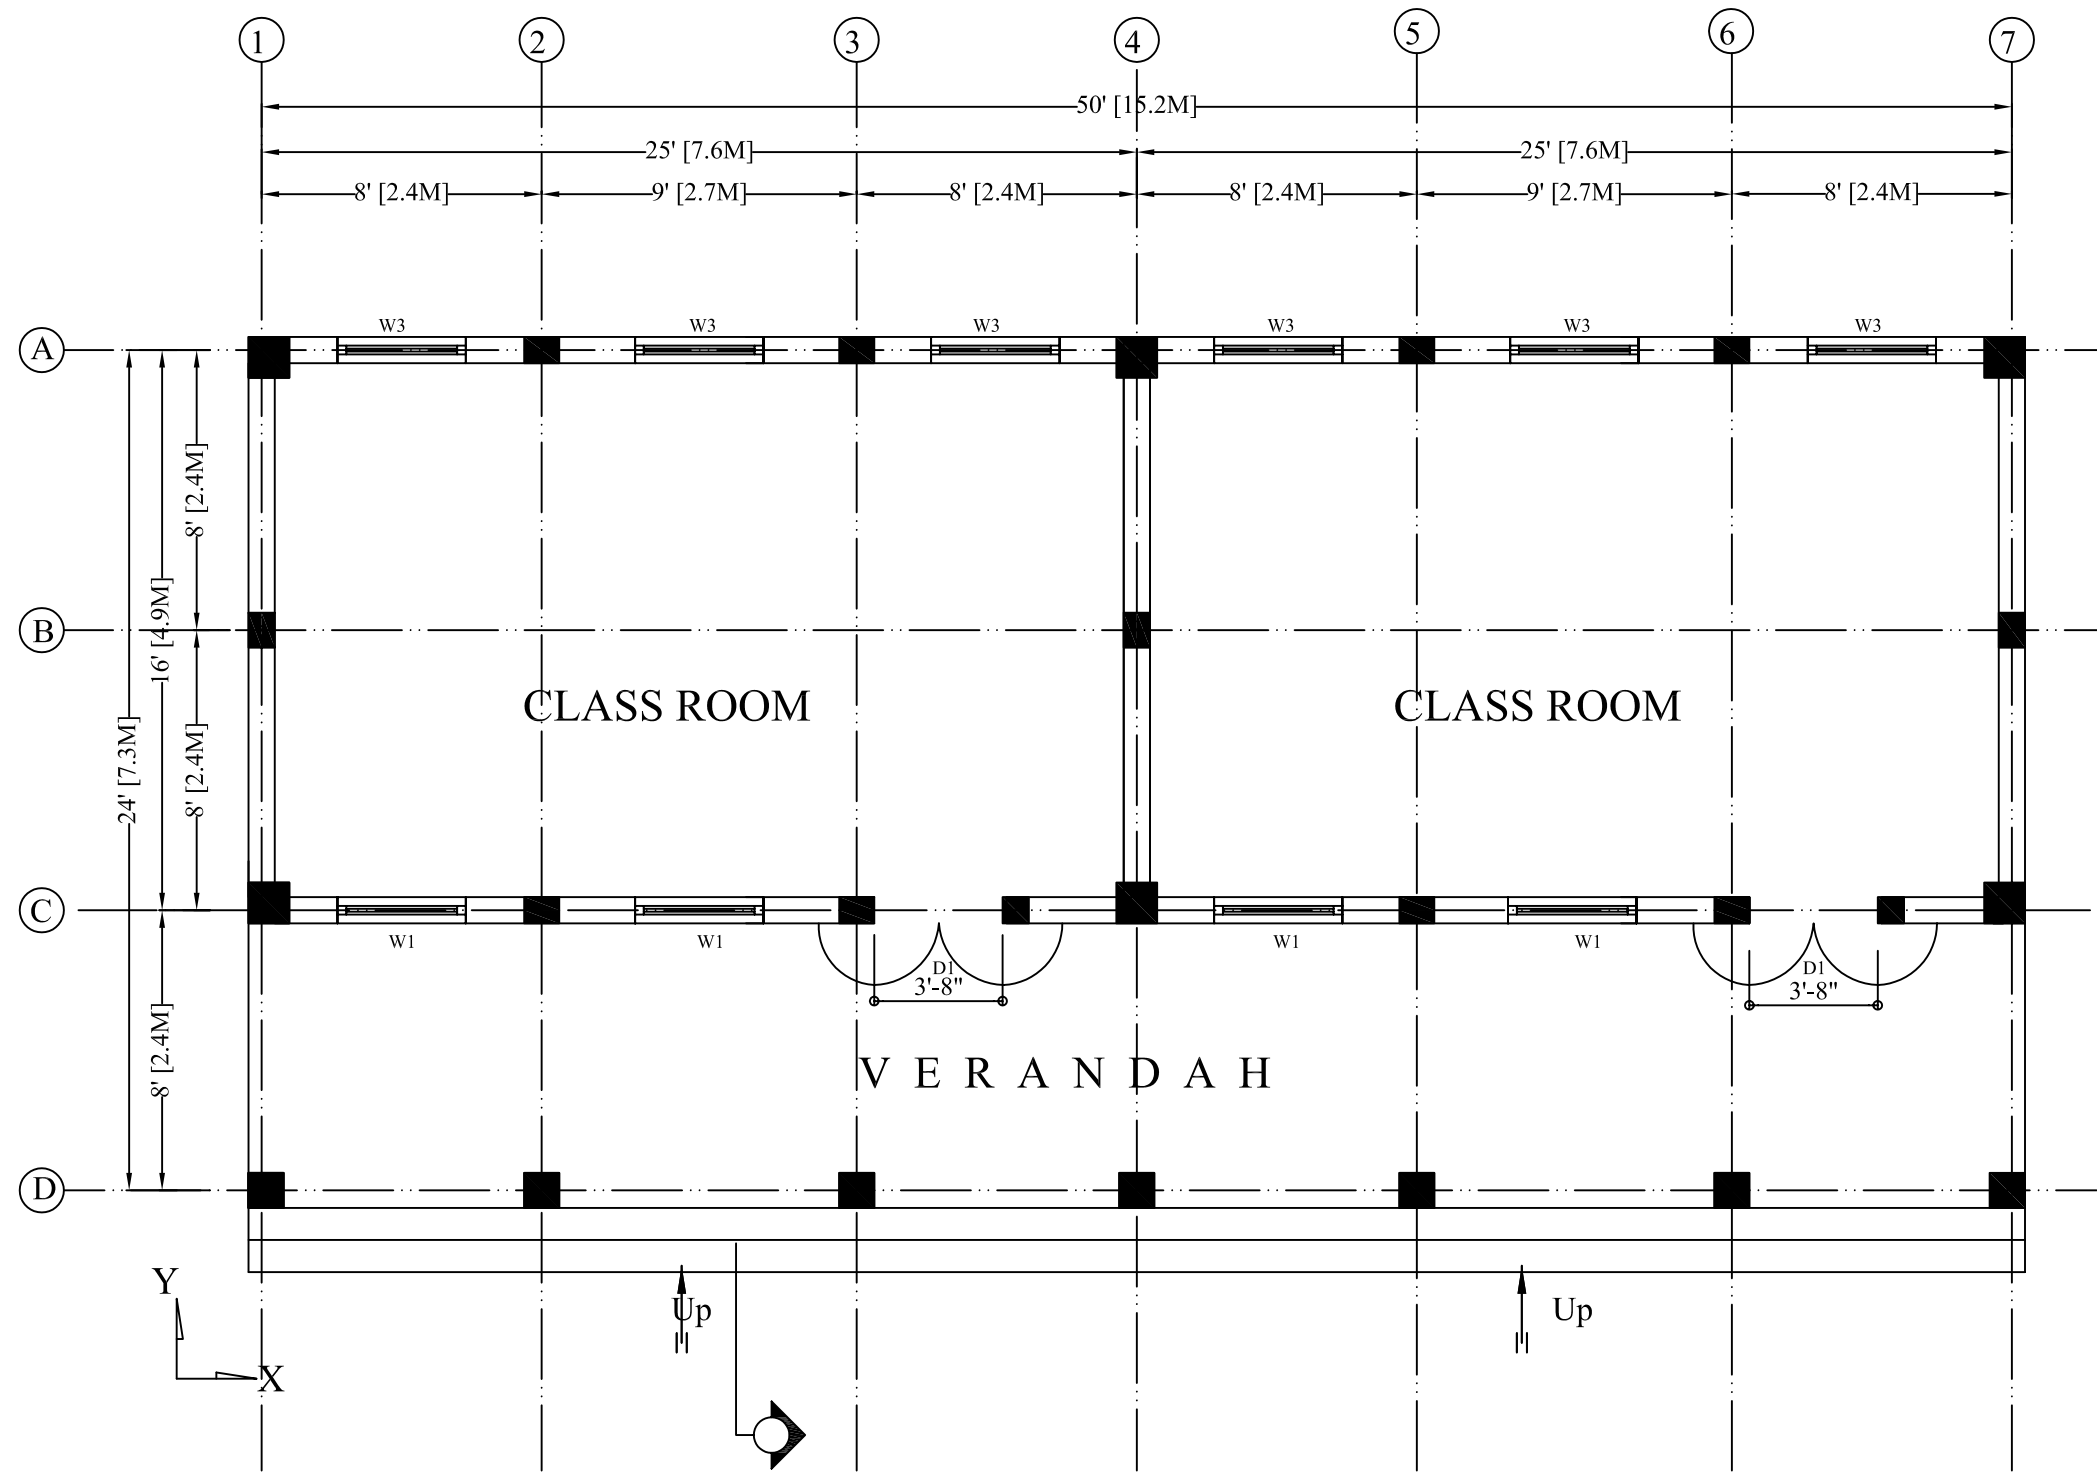 1 2 3 4 5 6 7
50' [15.2M]
25' [7.6M] 25' [7.6M]
8' [2.4M] 9' [2.7M] 8' [2.4M] 8' [2.4M] 9' [2.7M] 8' [2.4M]
W3 W3 W3 W3 W3 W3
A
8' [2.4M]
B
16' [4.9M]
CLASS ROOM CLASS ROOM
24' [7.3M]
8' [2.4M]
C
W1 W1 W1 W1
D1 D1
3'-8" 3'-8"
8' [2.4M]
VERANDAH
D
Y
Up Up
X